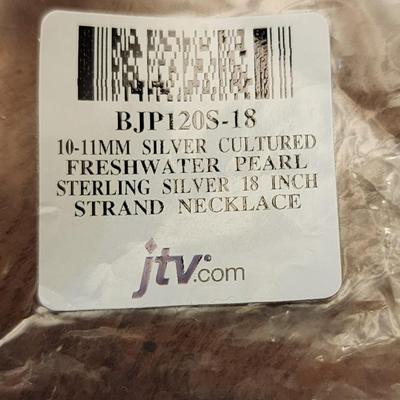 BJP120S-18
10-11MM SILVER CULTURED
FRESHWATER PEARL
STERLING SILVER 18 INCH
STRAND NECKLACE
jtv.com